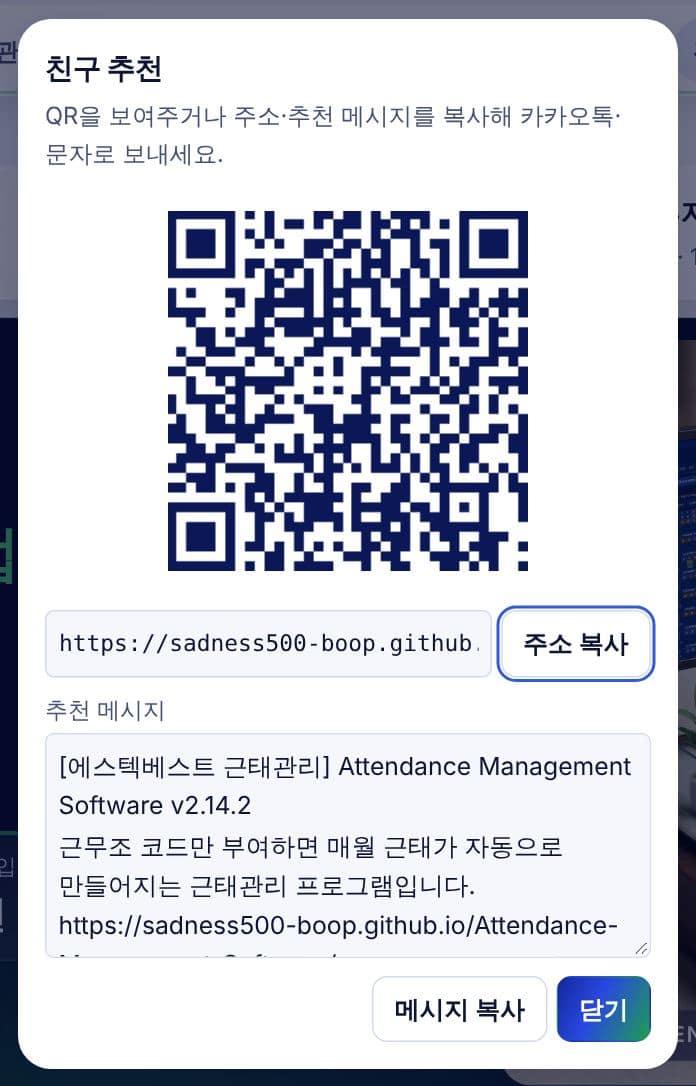 친구 추천
QR을 보여주거나 주소·추천 메시지를 복사해 카카오톡·
문자로 보내세요.
https://sadness500-boop.github.
주소 복사
추천 메시지
[에스텍베스트 근태관리] Attendance Management
Software v2.14.2
근무조 코드만 부여하면 매월 근태가 자동으로
만들어지는 근태관리 프로그램입니다.
https://sadness500-boop.github.io/Attendance-
메시지 복사
닫기